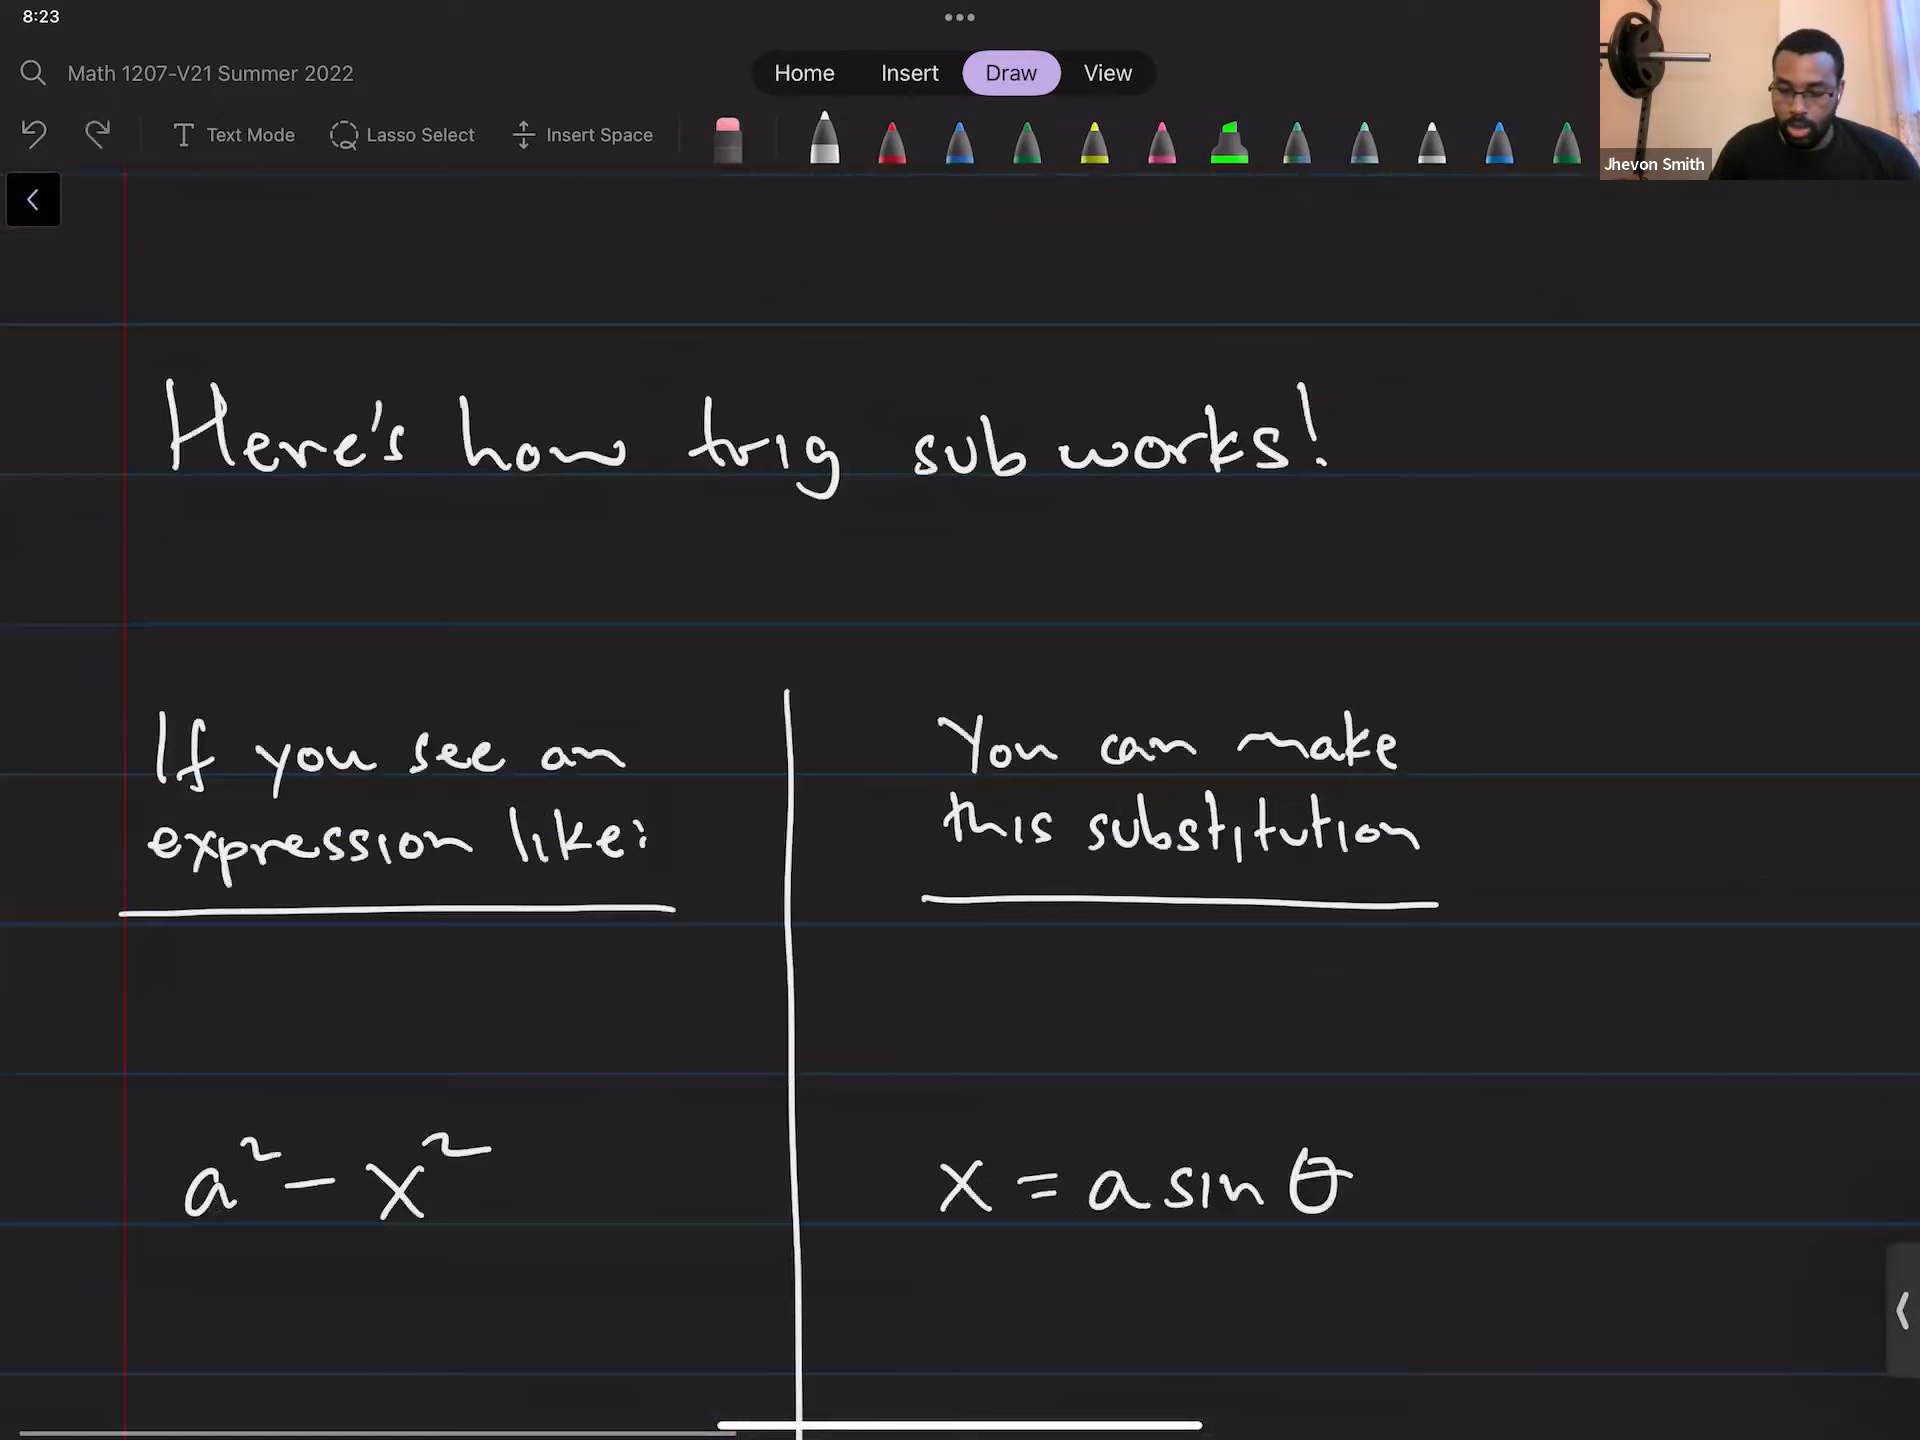 8:23
Math 1207-V21 Summer 2022
Home Insert Draw View
Text Mode Lasso Select Insert Space
Jhevon Smith
Here's how trig sub works!
If you see an
expression like:
You can make
this substitution
a² − x²
x = a sin θ